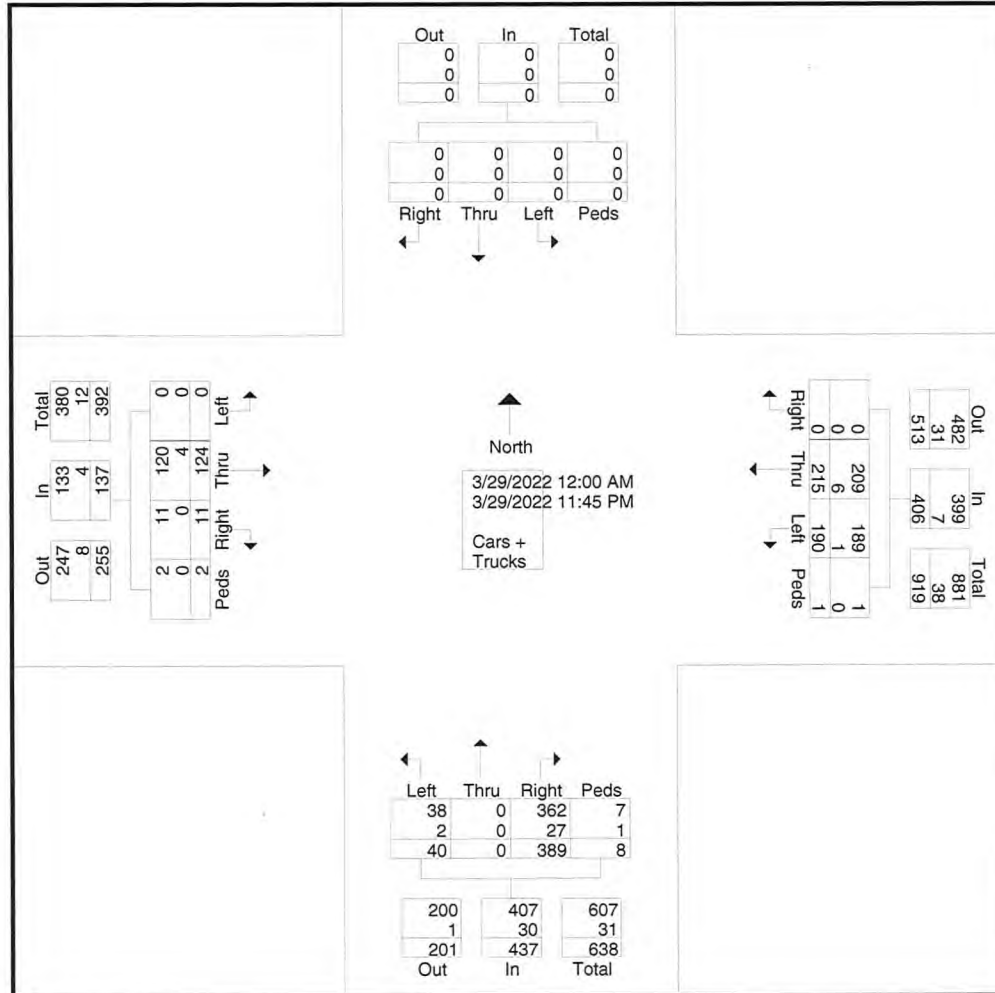 Out In Total
0 0 0
0 0 0
0 0 0
0 0 0 0
0 0 0 0
0 0 0 0
Right Thru Left Peds
Total In Out
380 133 247
12 4 8
392 137 255
0 120 11 2
0 4 0 0
0 124 11 2
Left Thru Right Peds
North
3/29/2022 12:00 AM
3/29/2022 11:45 PM
Cars +
Trucks
Out In Total
482 399 881
31 7 38
513 406 919
0 209 189 1
0 6 1 0
0 215 190 1
Right Thru Left Peds
Left Thru Right Peds
38 0 362 7
2 0 27 1
40 0 389 8
200 407 607
1 30 31
201 437 638
Out In Total